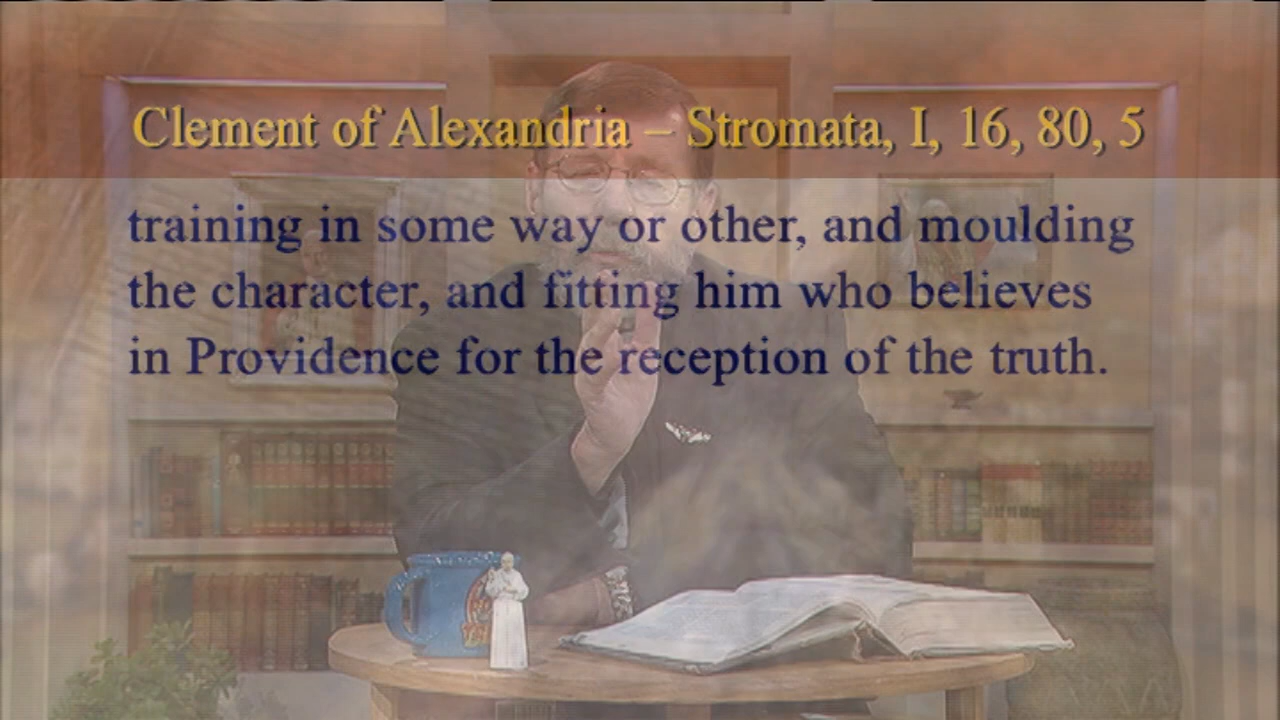 Clement of Alexandria – Stromata, I, 16, 80, 5
training in some way or other, and moulding
the character, and fitting him who believes
in Providence for the reception of the truth.